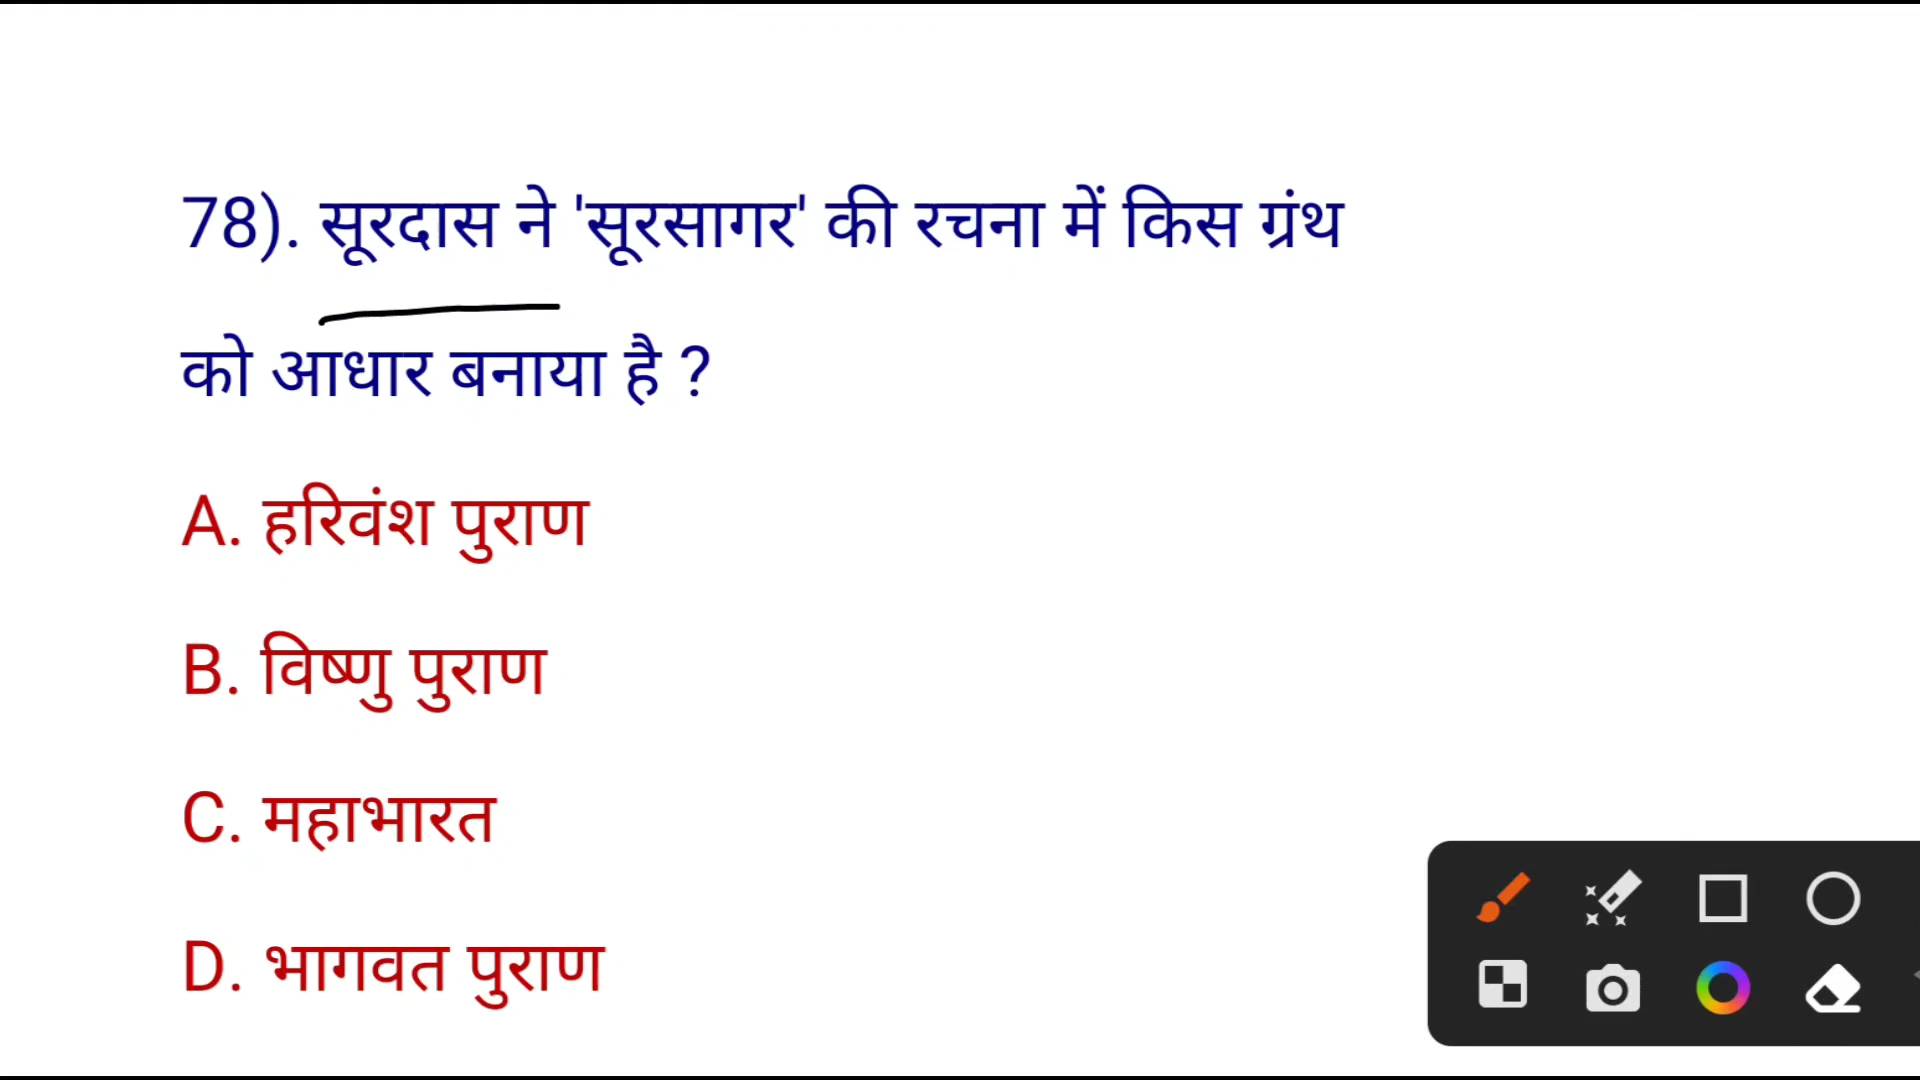 78). सूरदास ने 'सूरसागर' की रचना में किस ग्रंथ
को आधार बनाया है ?
A. हरिवंश पुराण
B. विष्णु पुराण
C. महाभारत
D. भागवत पुराण